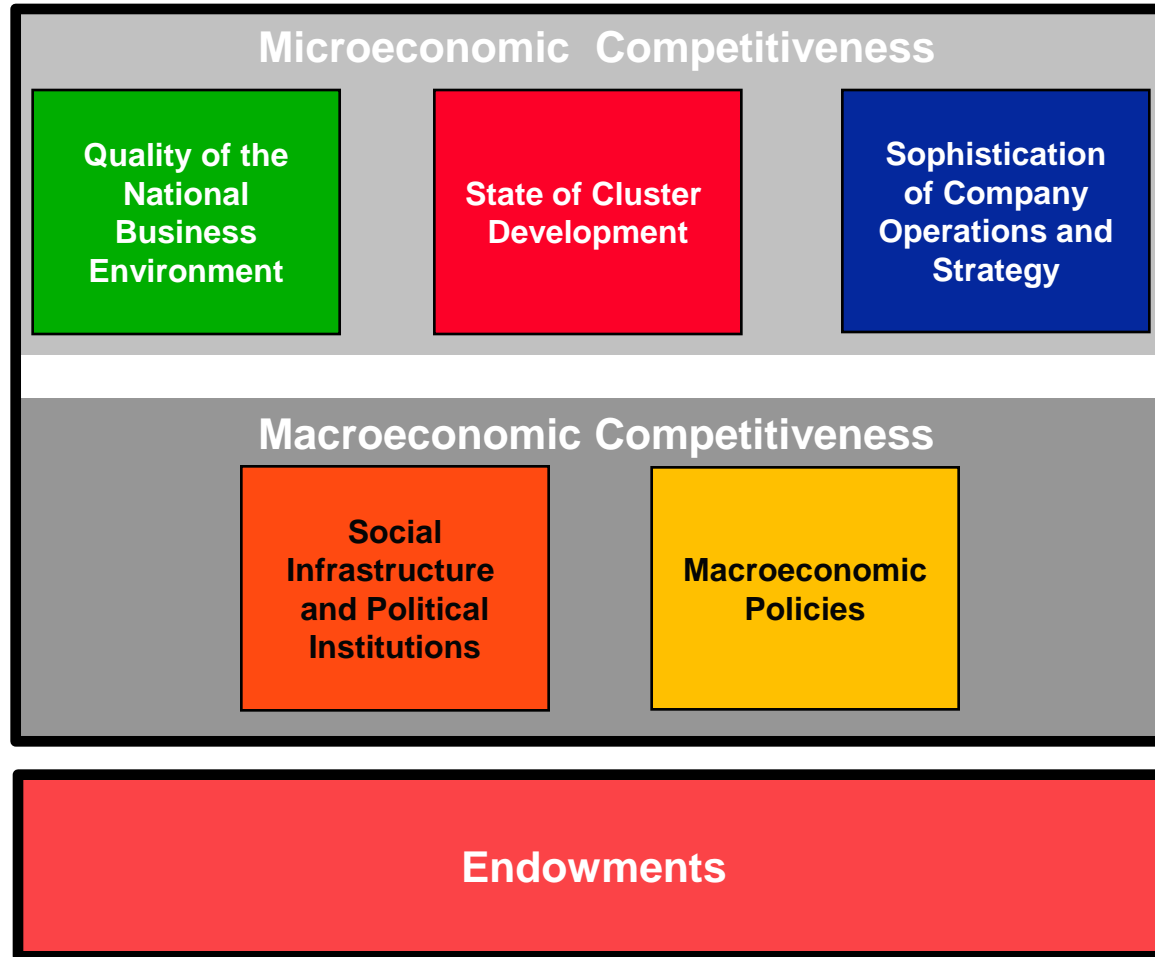 Microeconomic Competitiveness
Quality of the
National
Business
Environment
State of Cluster
Development
Sophistication
of Company
Operations and
Strategy
Macroeconomic Competitiveness
Social
Infrastructure
and Political
Institutions
Macroeconomic
Policies
Endowments